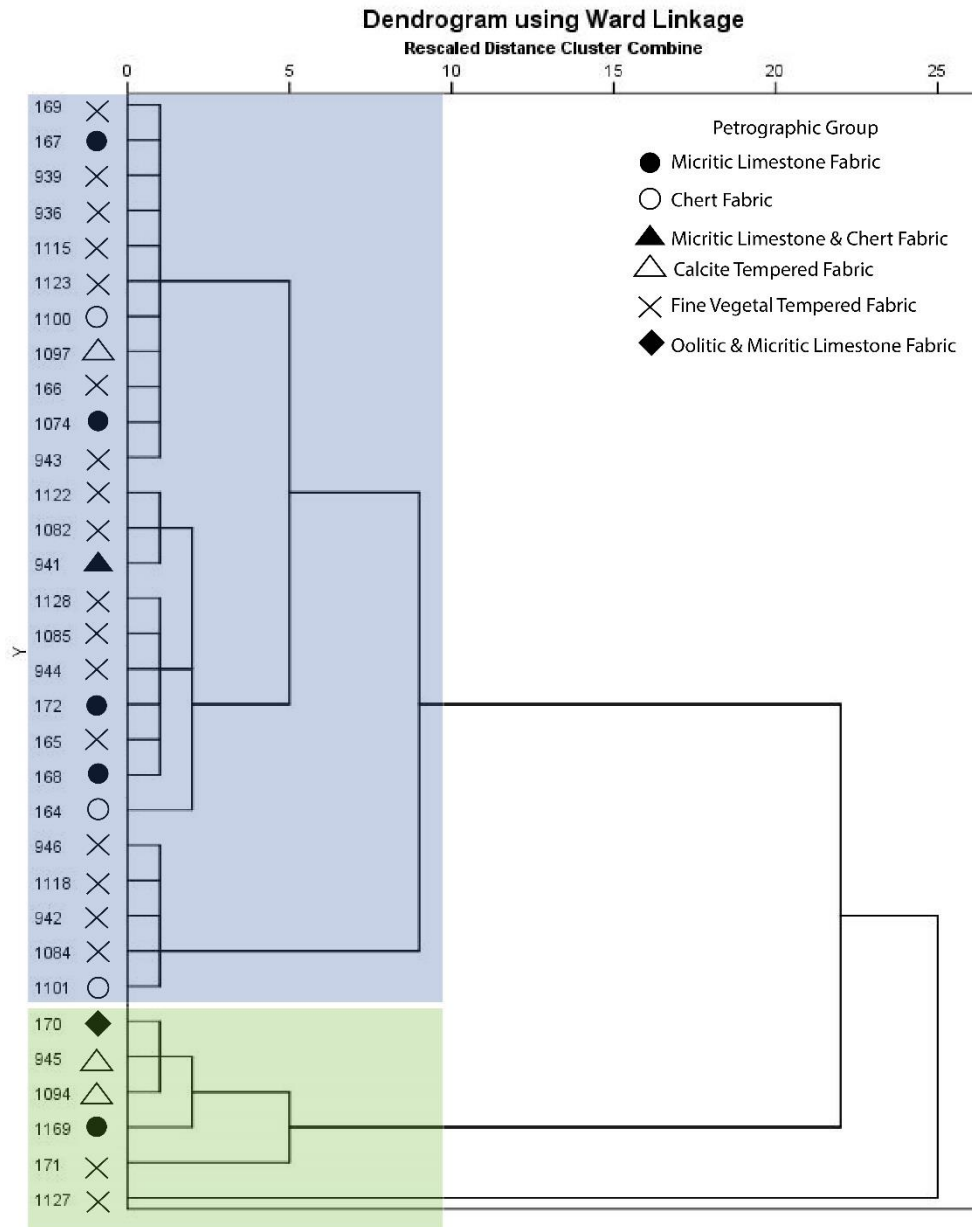 Dendrogram using Ward Linkage
Rescaled Distance Cluster Combine
0 5 10 15 20 25
Petrographic Group
Micritic Limestone Fabric
Chert Fabric
Micritic Limestone & Chert Fabric
Calcite Tempered Fabric
Fine Vegetal Tempered Fabric
Oolitic & Micritic Limestone Fabric
Y
169
167
939
936
1115
1123
1100
1097
166
1074
943
1122
1082
941
1128
1085
944
172
165
168
164
946
1118
942
1084
1101
170
945
1094
1169
171
1127